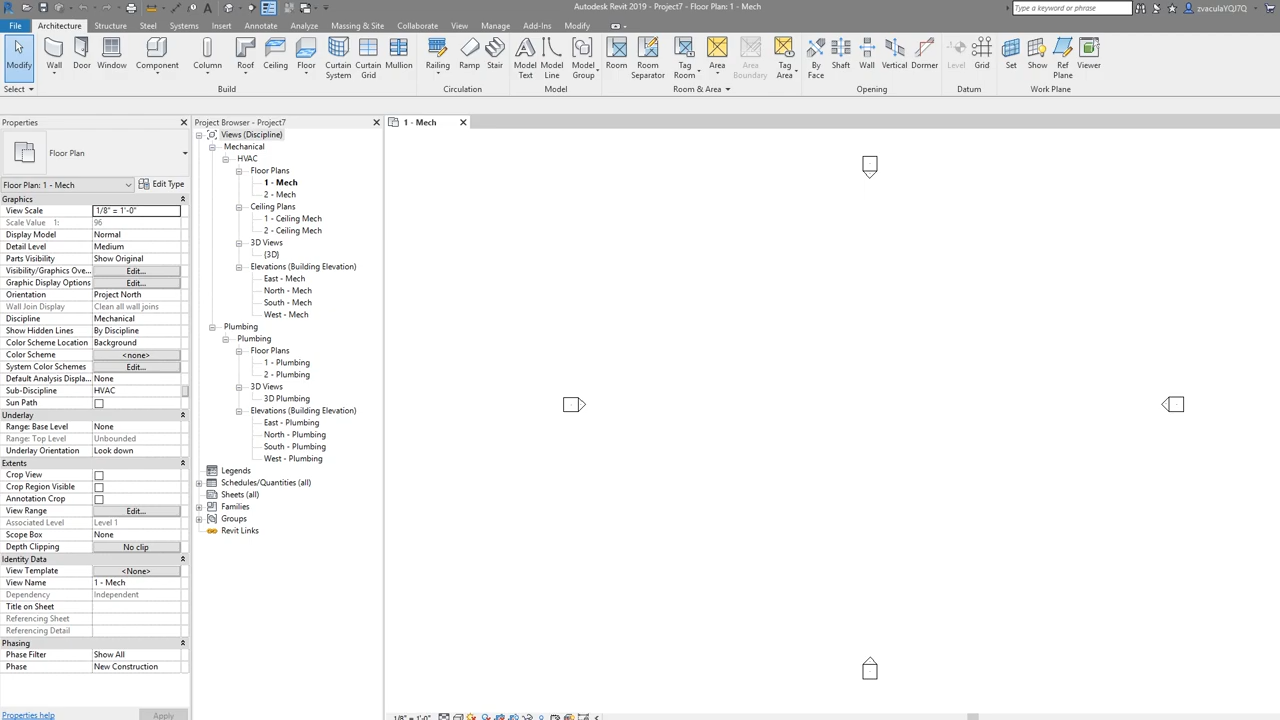 Autodesk Revit 2019 - Project7 - Floor Plan: 1 - Mech
Type a keyword or phrase
zvaculaYQJ7Q
File
Architecture
Structure
Steel
Systems
Insert
Annotate
Analyze
Massing & Site
Collaborate
View
Manage
Add-Ins
Modify
Modify
Wall
Door
Window
Component
Column
Roof
Ceiling
Floor
Curtain System
Curtain Grid
Mullion
Railing
Ramp
Stair
Model Text
Model Line
Model Group
Room
Room Separator
Tag Room
Area
Area Boundary
Tag Area
By Face
Shaft
Wall
Vertical
Dormer
Level
Grid
Set
Show
Ref Plane
Viewer
Select
Build
Circulation
Model
Room & Area
Opening
Datum
Work Plane
Properties
Floor Plan
Floor Plan: 1 - Mech
Edit Type
Graphics
View Scale 1/8" = 1'-0"
Scale Value 1: 96
Display Model Normal
Detail Level Medium
Parts Visibility Show Original
Visibility/Graphics Ove... Edit...
Graphic Display Options Edit...
Orientation Project North
Wall Join Display Clean all wall joins
Discipline Mechanical
Show Hidden Lines By Discipline
Color Scheme Location Background
Color Scheme <none>
System Color Schemes Edit...
Default Analysis Displa... None
Sub-Discipline HVAC
Sun Path
Underlay
Range: Base Level None
Range: Top Level Unbounded
Underlay Orientation Look down
Extents
Crop View
Crop Region Visible
Annotation Crop
View Range Edit...
Associated Level Level 1
Scope Box None
Depth Clipping No clip
Identity Data
View Template <None>
View Name 1 - Mech
Dependency Independent
Title on Sheet
Referencing Sheet
Referencing Detail
Phasing
Phase Filter Show All
Phase New Construction
Properties help
Apply
Project Browser - Project7
Views (Discipline)
Mechanical
HVAC
Floor Plans
1 - Mech
2 - Mech
Ceiling Plans
1 - Ceiling Mech
2 - Ceiling Mech
3D Views
{3D}
Elevations (Building Elevation)
East - Mech
North - Mech
South - Mech
West - Mech
Plumbing
Plumbing
Floor Plans
1 - Plumbing
2 - Plumbing
3D Views
3D Plumbing
Elevations (Building Elevation)
East - Plumbing
North - Plumbing
South - Plumbing
West - Plumbing
Legends
Schedules/Quantities (all)
Sheets (all)
Families
Groups
Revit Links
1 - Mech
1/8" = 1'-0"